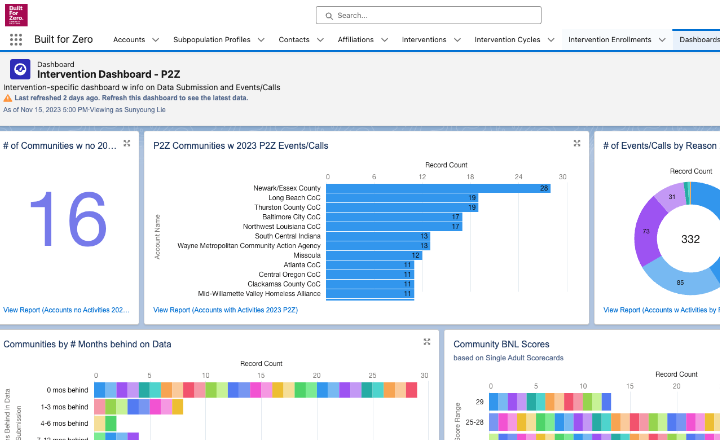 Built
For
Zero.
Search...
Built for Zero
Accounts
Subpopulation Profiles
Contacts
Affiliations
Interventions
Intervention Cycles
Intervention Enrollments
Dashboards
Dashboard
Intervention Dashboard - P2Z
Intervention-specific dashboard w info on Data Submission and Events/Calls
Last refreshed 2 days ago. Refresh this dashboard to see the latest data.
As of Nov 15, 2023 5:00 PM·Viewing as Sunyoung Lie
# of Communities w no 20...
16
View Report (Accounts no Activities 202...
P2Z Communities w 2023 P2Z Events/Calls
Record Count
0 6 12 18 24 30
Account Name
Newark/Essex County 28
Long Beach CoC 19
Thurston County CoC 19
Baltimore City CoC 17
Northwest Louisiana CoC 17
South Central Indiana 13
Wayne Metropolitan Community Action Agency 13
Missoula 12
Atlanta CoC 11
Central Oregon CoC 11
Clackamas County CoC 11
Mid-Willamette Valley Homeless Alliance 11
View Report (Accounts with Activities 2023 P2Z)
# of Events/Calls by Reason
Record Count
31
73
332
85
View Report (Accounts w Activities by
Communities by # Months behind on Data
Record Count
0 5 10 15 20 25 30
Behind in Data
Submission
0 mos behind
1-3 mos behind
4-6 mos behind
7-12 mos behind
Community BNL Scores
based on Single Adult Scorecards
Record Count
0 5 10 15 20
Score Range
29
25-28